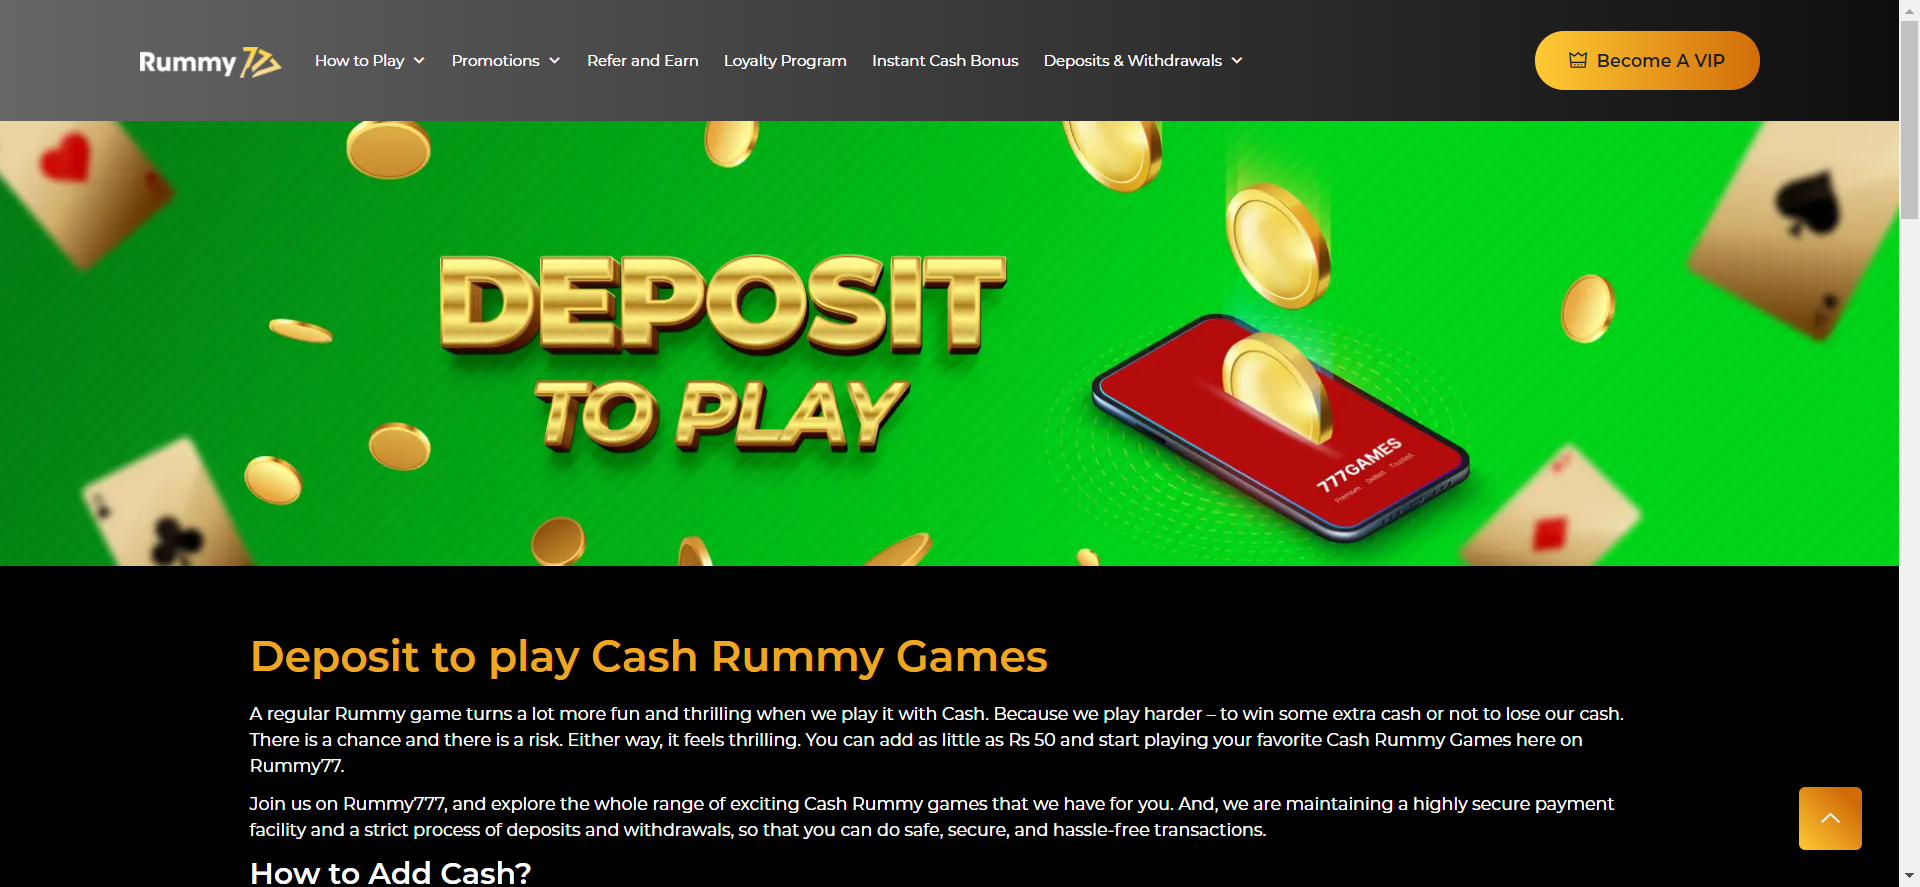 Rummy 77
How to Play
Promotions
Refer and Earn
Loyalty Program
Instant Cash Bonus
Deposits & Withdrawals
Become A VIP
DEPOSIT
TO PLAY
777GAMES
Premium. Skilled. Trusted.
Deposit to play Cash Rummy Games
A regular Rummy game turns a lot more fun and thrilling when we play it with Cash. Because we play harder – to win some extra cash or not to lose our cash.
There is a chance and there is a risk. Either way, it feels thrilling. You can add as little as Rs 50 and start playing your favorite Cash Rummy Games here on
Rummy77.
Join us on Rummy777, and explore the whole range of exciting Cash Rummy games that we have for you. And, we are maintaining a highly secure payment
facility and a strict process of deposits and withdrawals, so that you can do safe, secure, and hassle-free transactions.
How to Add Cash?